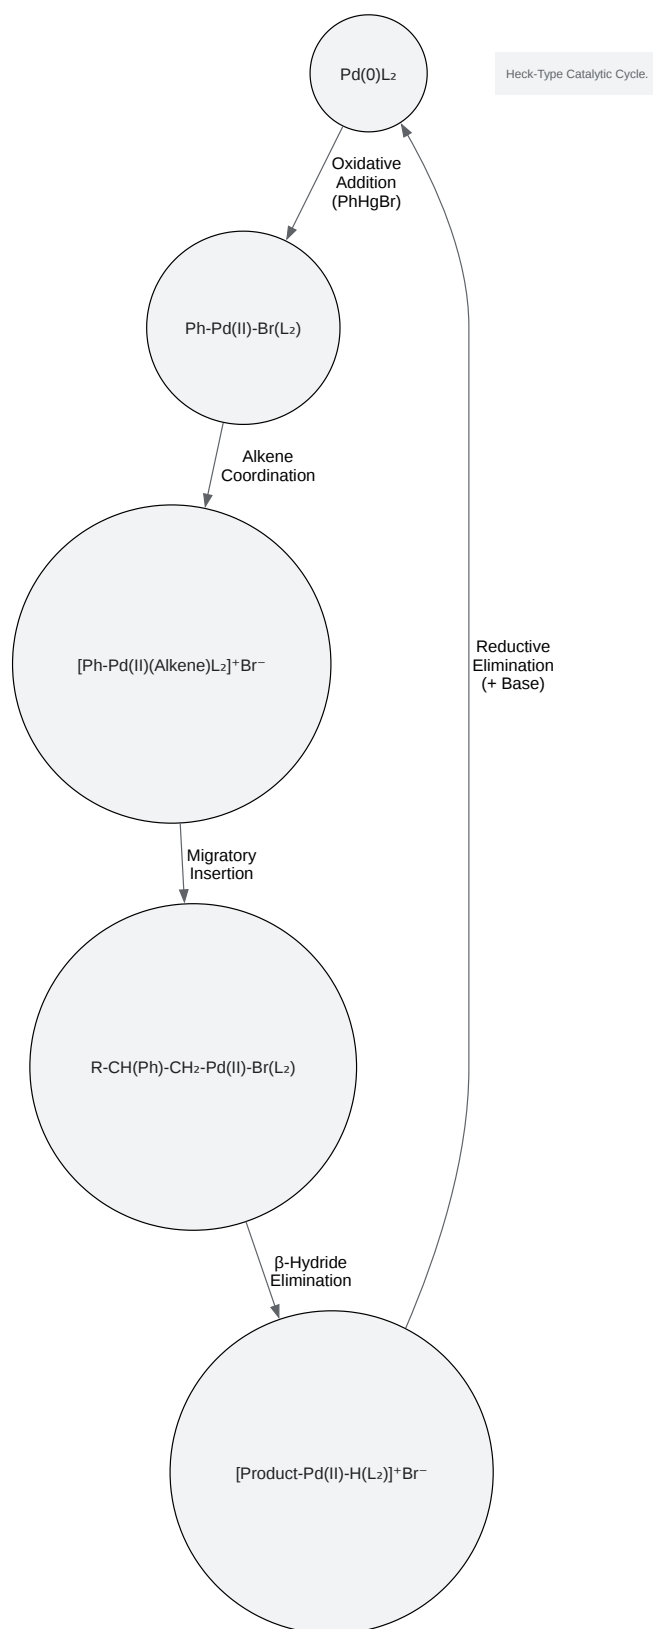 Pd(0)L₂
Heck-Type Catalytic Cycle.
Oxidative
Addition
(PhHgBr)
Ph-Pd(II)-Br(L₂)
Alkene
Coordination
[Ph-Pd(II)(Alkene)L₂]⁺Br⁻
Reductive
Elimination
(+ Base)
Migratory
Insertion
R-CH(Ph)-CH₂-Pd(II)-Br(L₂)
β-Hydride
Elimination
[Product-Pd(II)-H(L₂)]⁺Br⁻